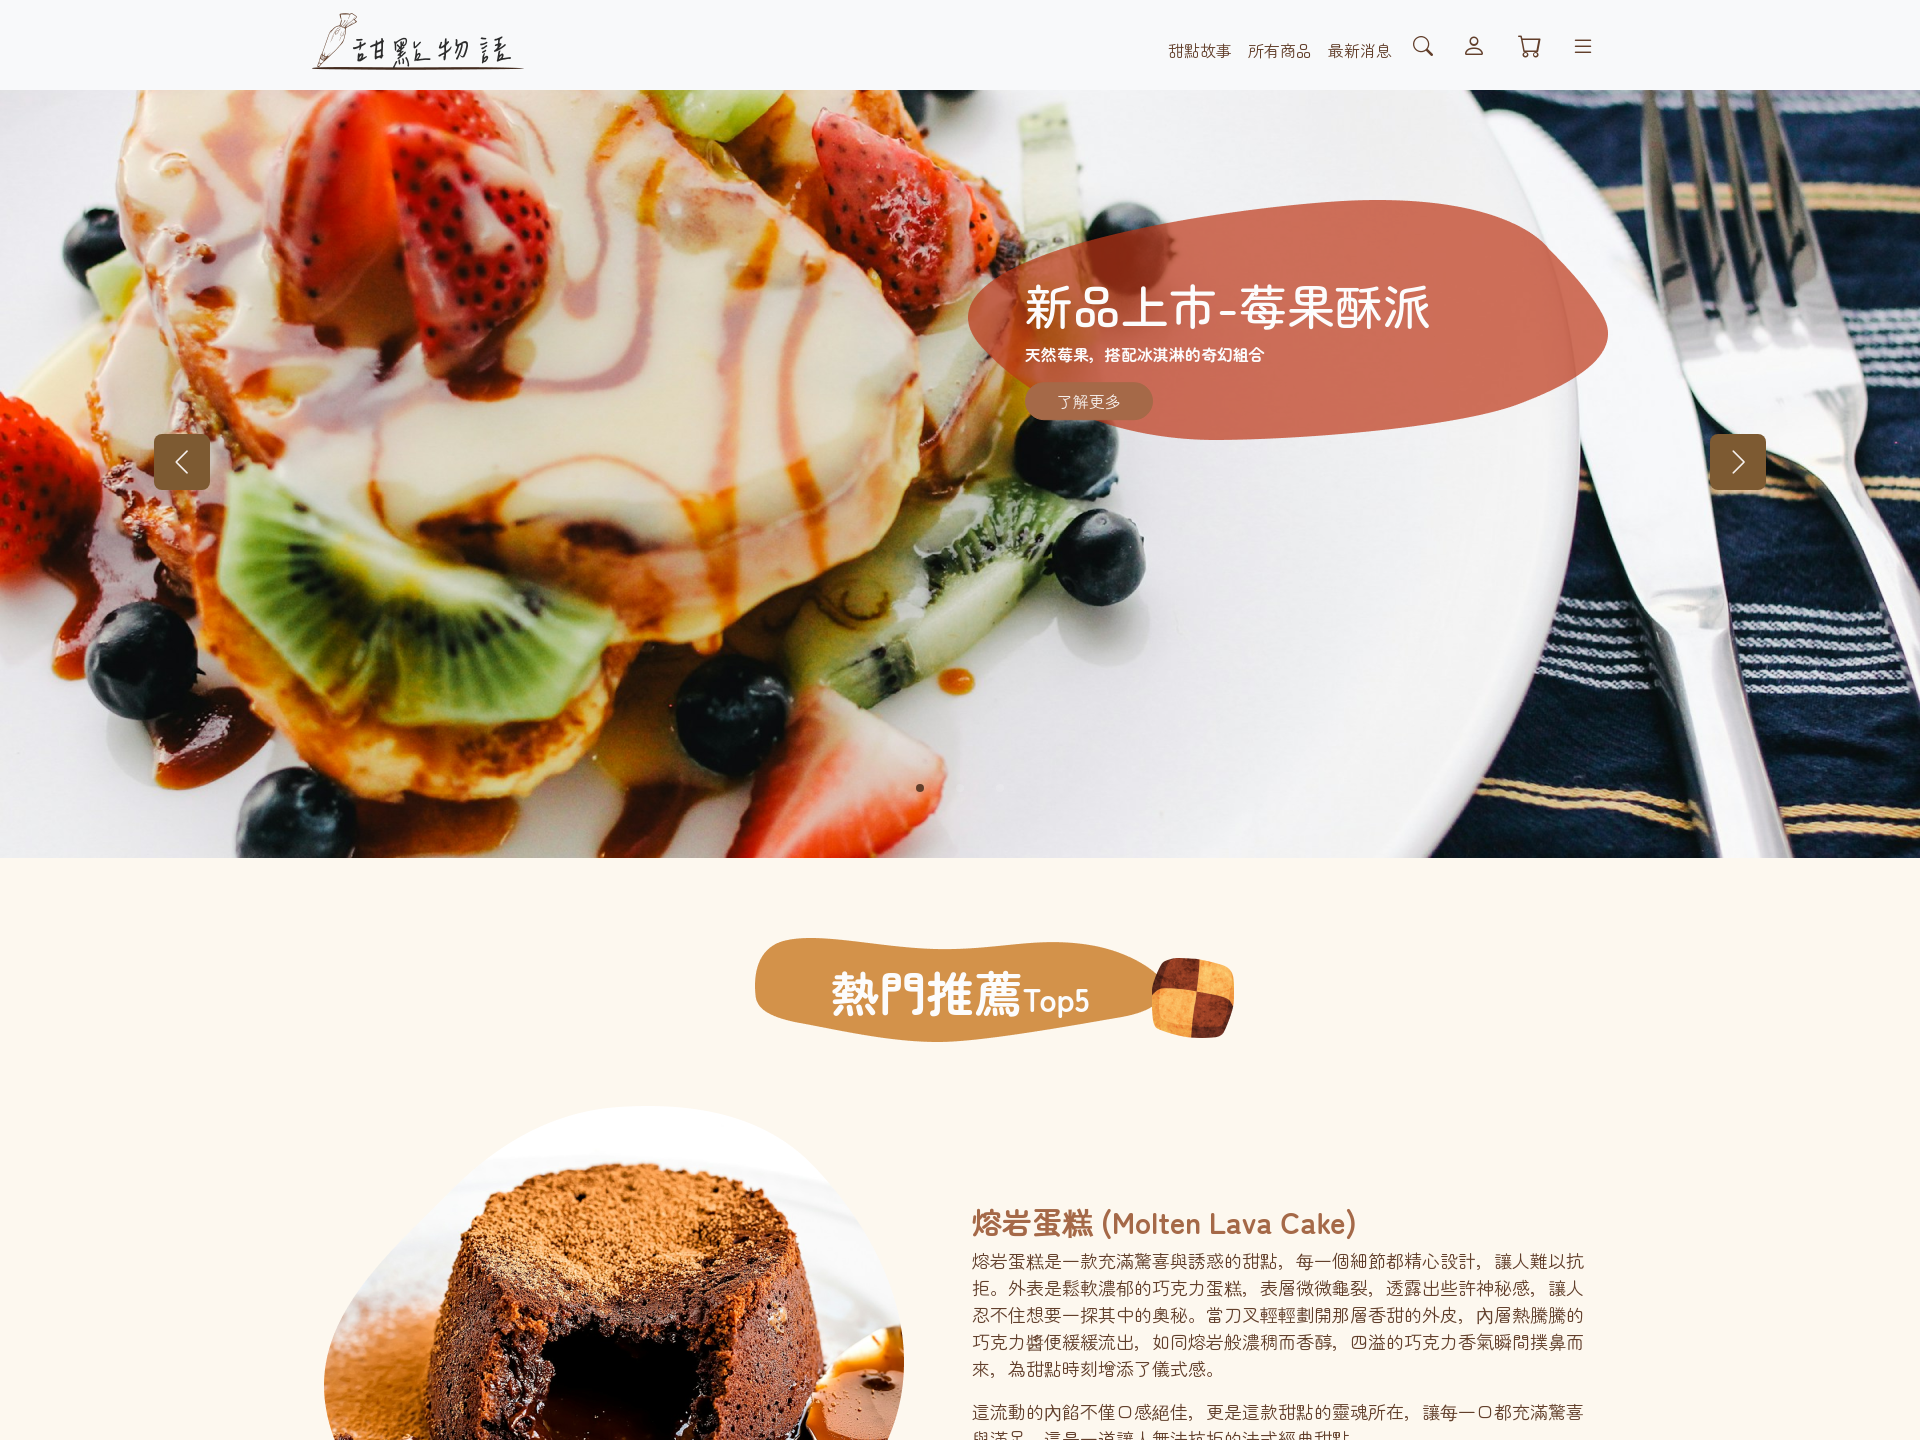 甜點物語
甜點故事 所有商品 最新消息
新品上市-莓果酥派
天然莓果，搭配冰淇淋的奇幻組合
了解更多
熱門推薦Top5
熔岩蛋糕 (Molten Lava Cake)
熔岩蛋糕是一款充滿驚喜與誘惑的甜點，每一個細節都精心設計，讓人難以抗
拒。外表是鬆軟濃郁的巧克力蛋糕，表層微微龜裂，透露出些許神秘感，讓人
忍不住想要一探其中的奧秘。當刀叉輕輕劃開那層香甜的外皮，內層熱騰騰的
巧克力醬便緩緩流出，如同熔岩般濃稠而香醇，四溢的巧克力香氣瞬間撲鼻而
來，為甜點時刻增添了儀式感。
這流動的內餡不僅口感絕佳，更是這款甜點的靈魂所在，讓每一口都充滿驚喜
與滿足，這是一道讓人無法抗拒的法式經典甜點。